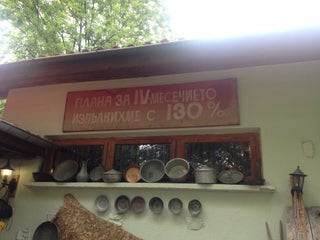 ПЛАНА ЗА IV-МЕСЕЧИЕТО
ИЗПЪЛНИХМЕ С 130%